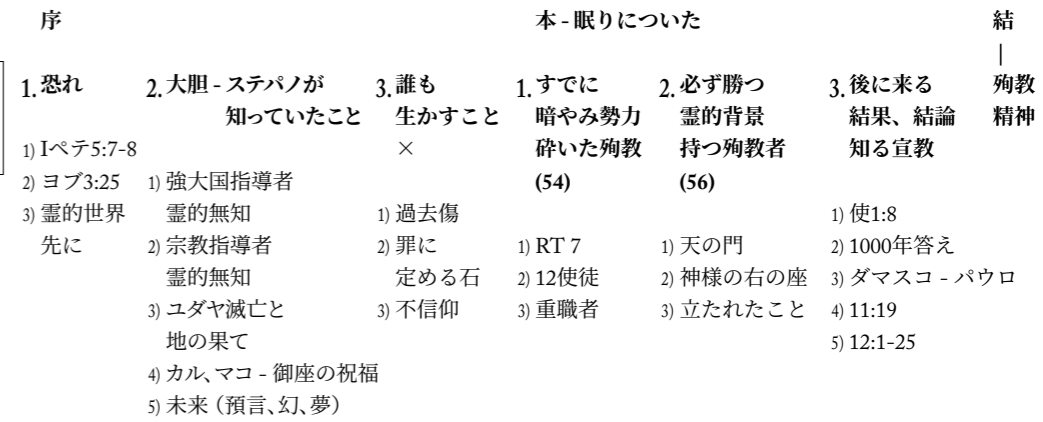 序
1. 恐れ
1) Iペテ5:7-8
2) ヨブ3:25
3) 霊的世界
先に
2. 大胆 - ステパノが
知っていたこと
1) 強大国指導者
霊的無知
2) 宗教指導者
霊的無知
3) ユダヤ滅亡と
地の果て
4) カル、マコ - 御座の祝福
5) 未来（預言、幻、夢）
3. 誰も
生かすこと
×
1) 過去傷
2) 罪に
定める石
3) 不信仰
本 - 眠りについた
1. すでに
暗やみ勢力
砕いた殉教
(54)
1) RT 7
2) 12使徒
3) 重職者
2. 必ず勝つ
霊的背景
持つ殉教者
(56)
1) 天の門
2) 神様の右の座
3) 立たれたこと
3. 後に来る
結果、結論
知る宣教
1) 使1:8
2) 1000年答え
3) ダマスコ - パウロ
4) 11:19
5) 12:1-25
結
|
殉教
精神